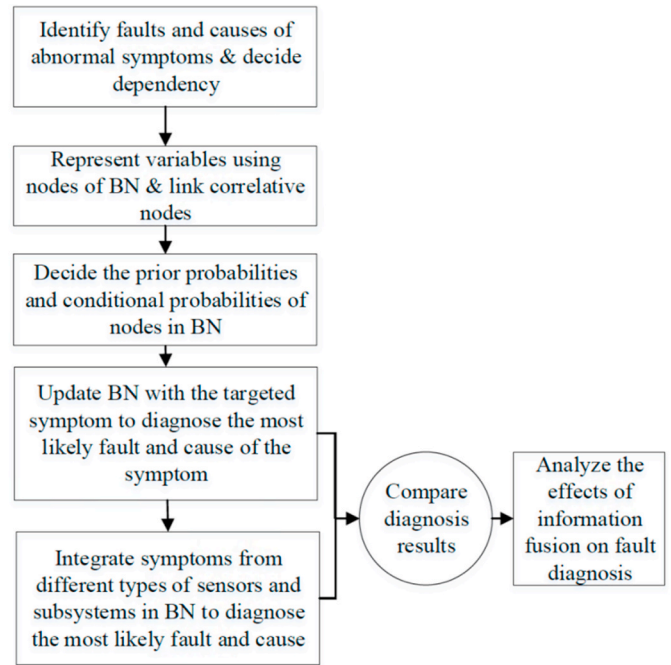 Identify faults and causes of
abnormal symptoms & decide
dependency
Represent variables using
nodes of BN & link correlative
nodes
Decide the prior probabilities
and conditional probabilities of
nodes in BN
Update BN with the targeted
symptom to diagnose the most
likely fault and cause of the
symptom
Integrate symptoms from
different types of sensors and
subsystems in BN to diagnose
the most likely fault and cause
Compare
diagnosis
results
Analyze the
effects of
information
fusion on fault
diagnosis